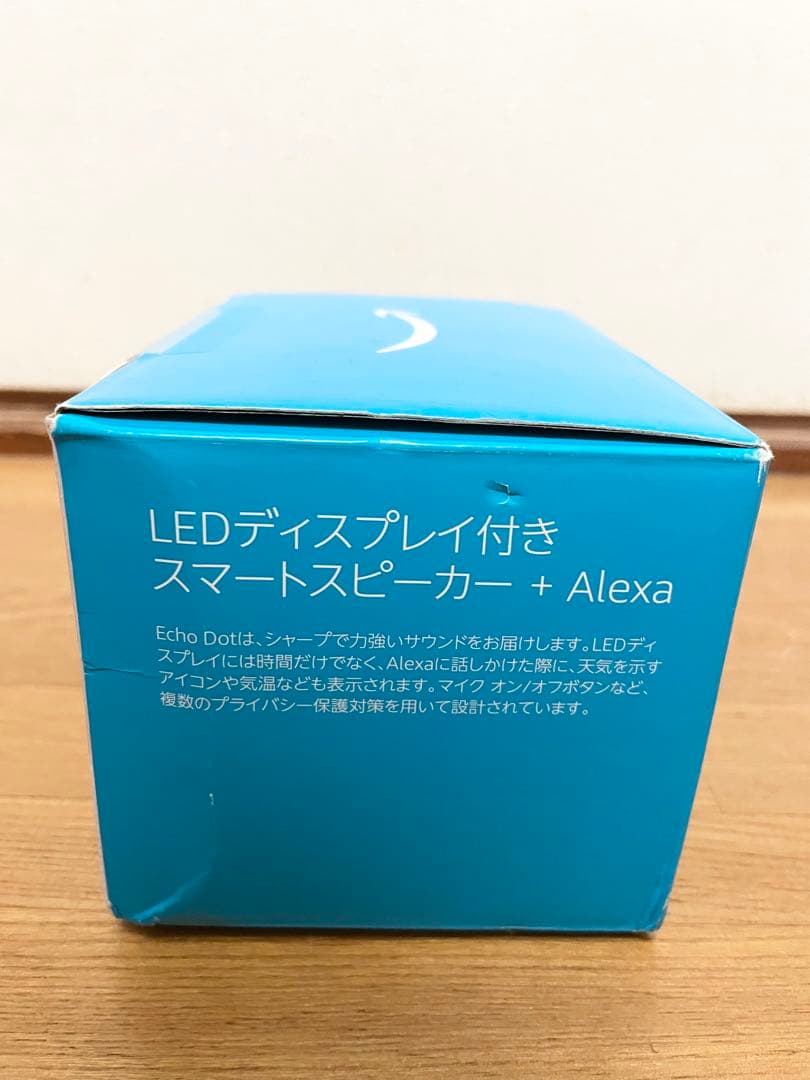 LEDディスプレイ付き
スマートスピーカー + Alexa
Echo Dotは、シャープで力強いサウンドをお届けします。LEDディ
スプレイには時間だけでなく、Alexaに話しかけた際に、天気を示す
アイコンや気温なども表示されます。マイク オン/オフボタンなど、
複数のプライバシー保護対策を用いて設計されています。